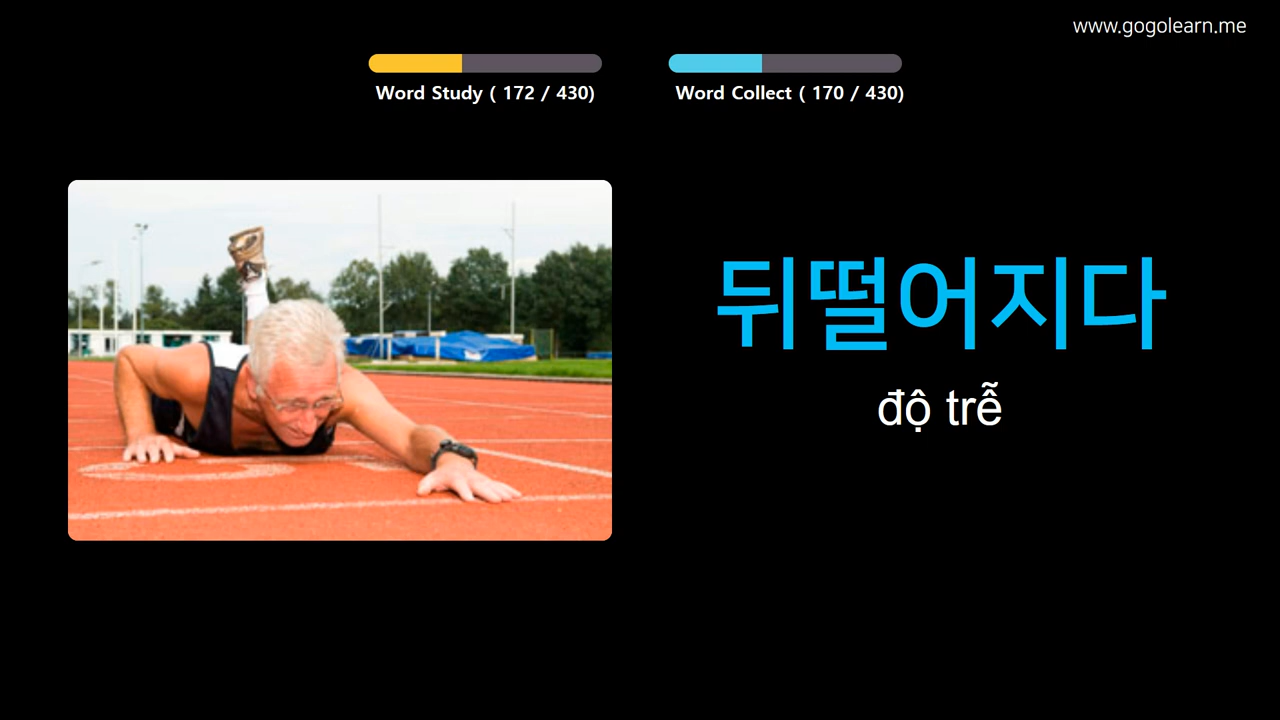 www.gogolearn.me
Word Study ( 172 / 430)
Word Collect ( 170 / 430)
뒤떨어지다
độ trễ